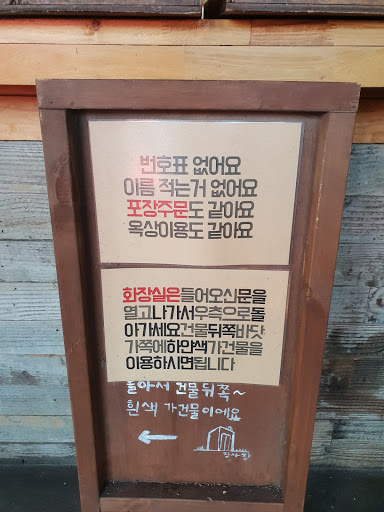 번호표 없어요
이름 적는거 없어요
포장주문도 같아요
옥상이용도 같아요
화장실은들어오신문을
열고나가서우측으로돌
아가세요건물뒤쪽바닷
가쪽에하얀색가건물을
이용하시면됩니다
돌아서 건물뒤쪽~
흰색 가건물이에요